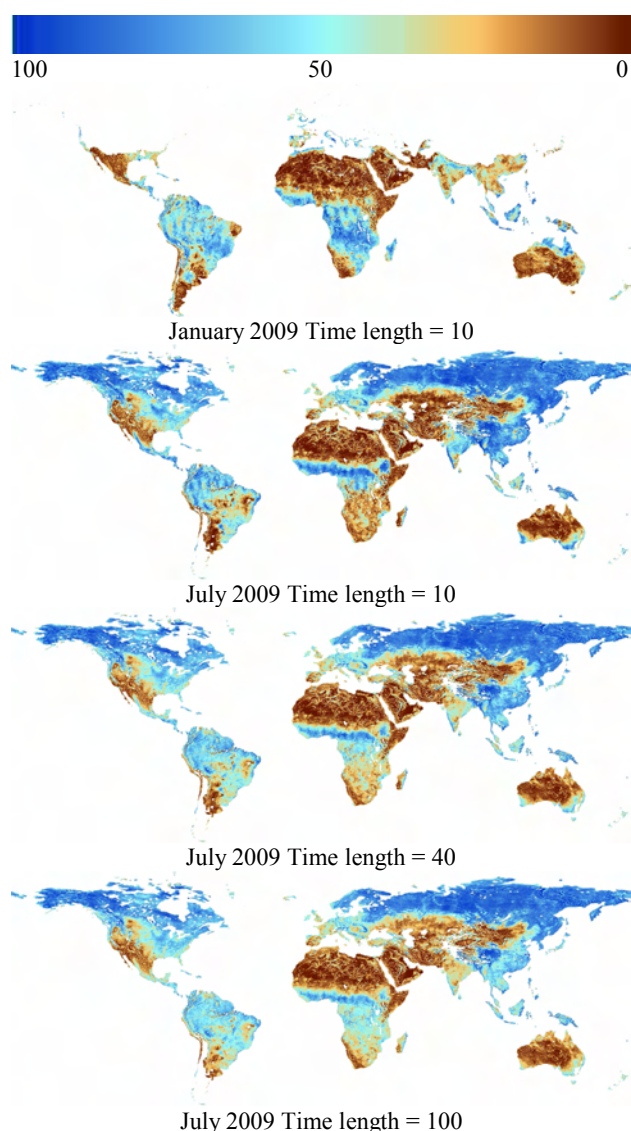 100 50 0
January 2009 Time length = 10
July 2009 Time length = 10
July 2009 Time length = 40
July 2009 Time length = 100